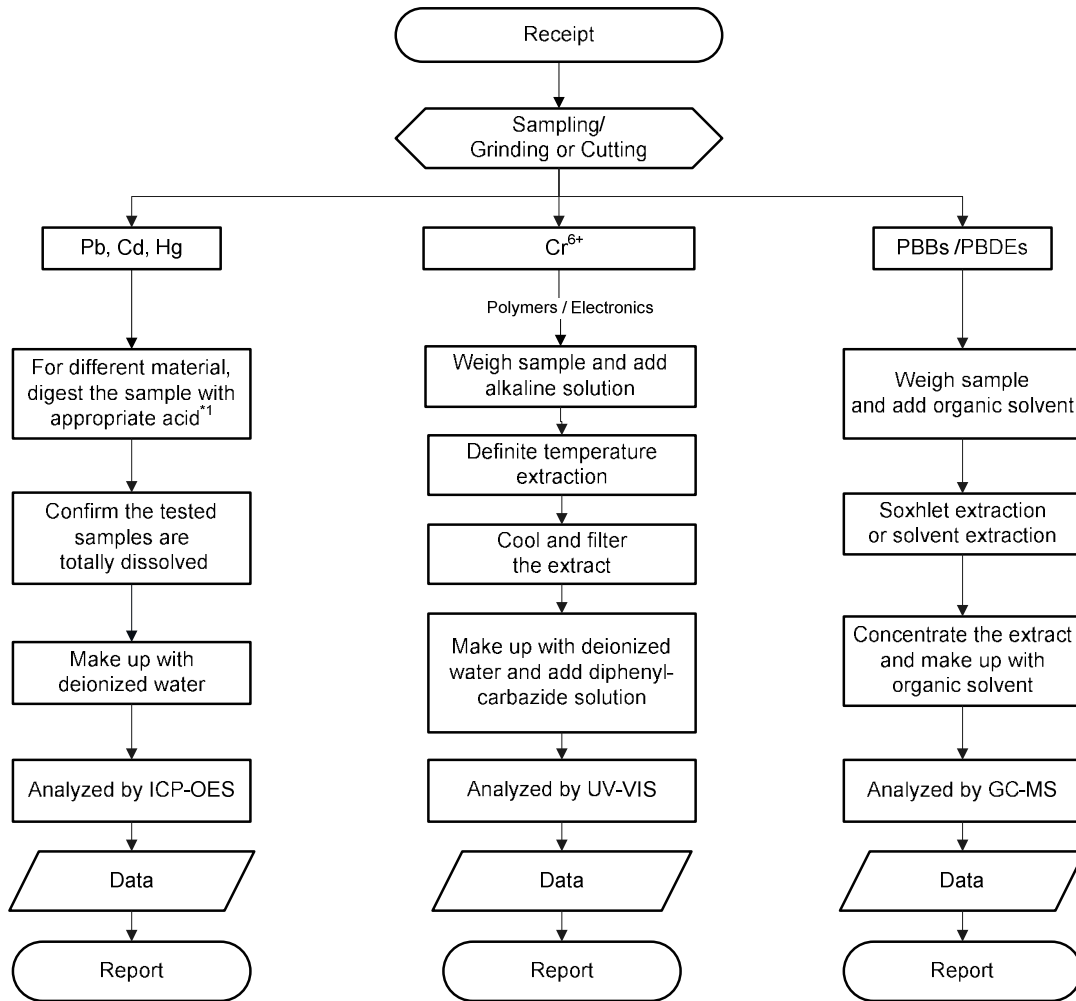 Receipt
Sampling/
Grinding or Cutting
Pb, Cd, Hg
For different material,
digest the sample with
appropriate acid*1
Confirm the tested
samples are
totally dissolved
Make up with
deionized water
Analyzed by ICP-OES
Data
Report
Cr6+
Polymers / Electronics
Weigh sample and add
alkaline solution
Definite temperature
extraction
Cool and filter
the extract
Make up with deionized
water and add diphenyl-
carbazide solution
Analyzed by UV-VIS
Data
Report
PBBs /PBDEs
Weigh sample
and add organic solvent
Soxhlet extraction
or solvent extraction
Concentrate the extract
and make up with
organic solvent
Analyzed by GC-MS
Data
Report